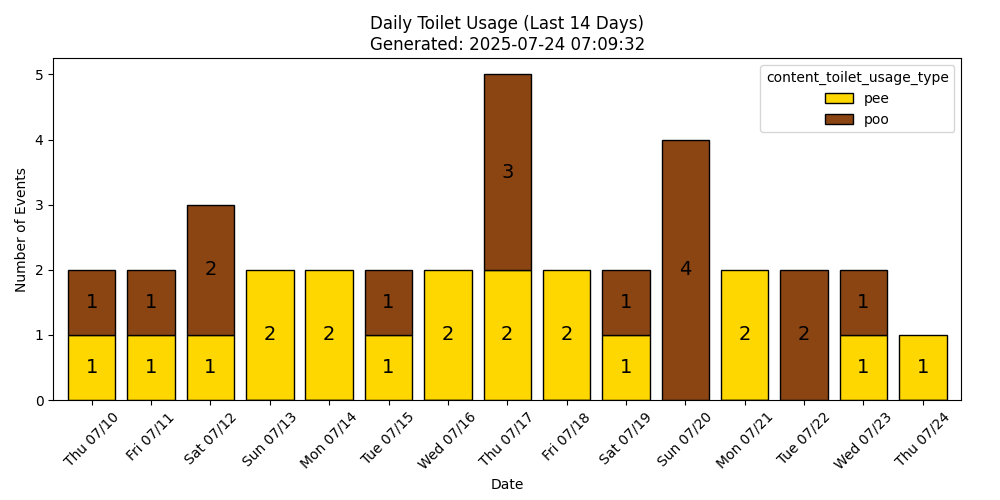 Daily Toilet Usage (Last 14 Days)
Generated: 2025-07-24 07:09:32
content_toilet_usage_type
pee
poo
Number of Events
5
4
3
2
1
0
1 1 2 1 3 1 4 2 1
1 1 1 2 2 1 2 2 2 1 2 1 1
Thu 07/10 Fri 07/11 Sat 07/12 Sun 07/13 Mon 07/14 Tue 07/15 Wed 07/16 Thu 07/17 Fri 07/18 Sat 07/19 Sun 07/20 Mon 07/21 Tue 07/22 Wed 07/23 Thu 07/24
Date